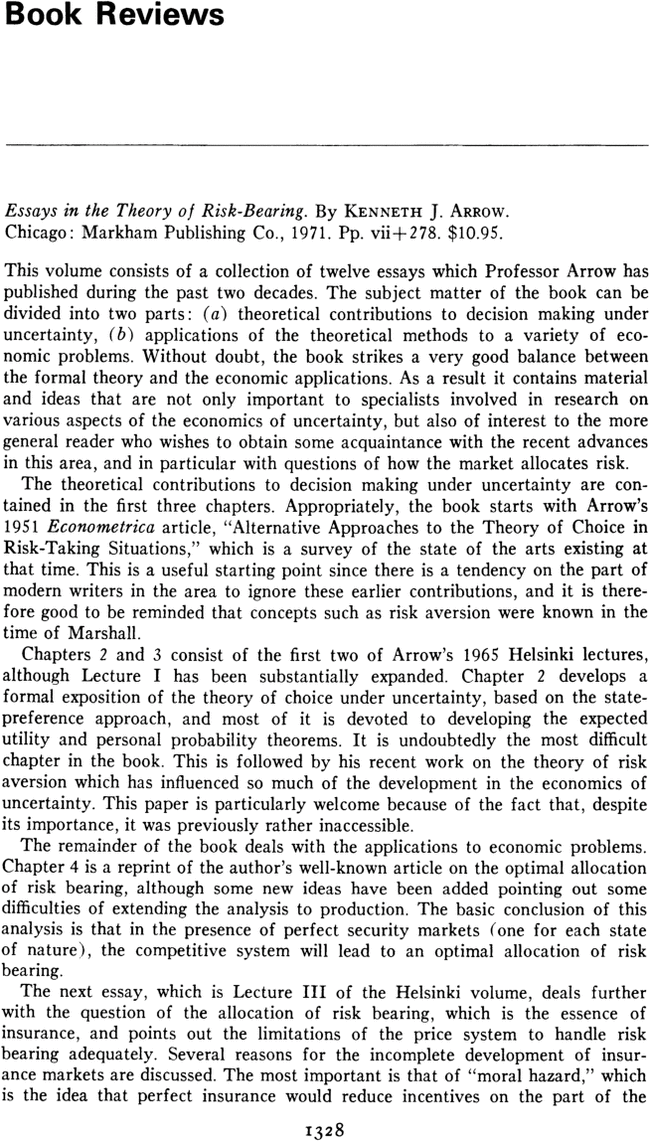 Book Reviews
Essays in the Theory of Risk-Bearing. By KENNETH J. ARROW.
Chicago: Markham Publishing Co., 1971. Pp. vii+278. $10.95.
This volume consists of a collection of twelve essays which Professor Arrow has
published during the past two decades. The subject matter of the book can be
divided into two parts: (a) theoretical contributions to decision making under
uncertainty, (b) applications of the theoretical methods to a variety of eco-
nomic problems. Without doubt, the book strikes a very good balance between
the formal theory and the economic applications. As a result it contains material
and ideas that are not only important to specialists involved in research on
various aspects of the economics of uncertainty, but also of interest to the more
general reader who wishes to obtain some acquaintance with the recent advances
in this area, and in particular with questions of how the market allocates risk.
The theoretical contributions to decision making under uncertainty are con-
tained in the first three chapters. Appropriately, the book starts with Arrow's
1951 Econometrica article, "Alternative Approaches to the Theory of Choice in
Risk-Taking Situations," which is a survey of the state of the arts existing at
that time. This is a useful starting point since there is a tendency on the part of
modern writers in the area to ignore these earlier contributions, and it is there-
fore good to be reminded that concepts such as risk aversion were known in the
time of Marshall.
Chapters 2 and 3 consist of the first two of Arrow's 1965 Helsinki lectures,
although Lecture I has been substantially expanded. Chapter 2 develops a
formal exposition of the theory of choice under uncertainty, based on the state-
preference approach, and most of it is devoted to developing the expected
utility and personal probability theorems. It is undoubtedly the most difficult
chapter in the book. This is followed by his recent work on the theory of risk
aversion which has influenced so much of the development in the economics of
uncertainty. This paper is particularly welcome because of the fact that, despite
its importance, it was previously rather inaccessible.
The remainder of the book deals with the applications to economic problems.
Chapter 4 is a reprint of the author's well-known article on the optimal allocation
of risk bearing, although some new ideas have been added pointing out some
difficulties of extending the analysis to production. The basic conclusion of this
analysis is that in the presence of perfect security markets (one for each state
of nature), the competitive system will lead to an optimal allocation of risk
bearing.
The next essay, which is Lecture III of the Helsinki volume, deals further
with the question of the allocation of risk bearing, which is the essence of
insurance, and points out the limitations of the price system to handle risk
bearing adequately. Several reasons for the incomplete development of insur-
ance markets are discussed. The most important is that of "moral hazard," which
is the idea that perfect insurance would reduce incentives on the part of the
1328